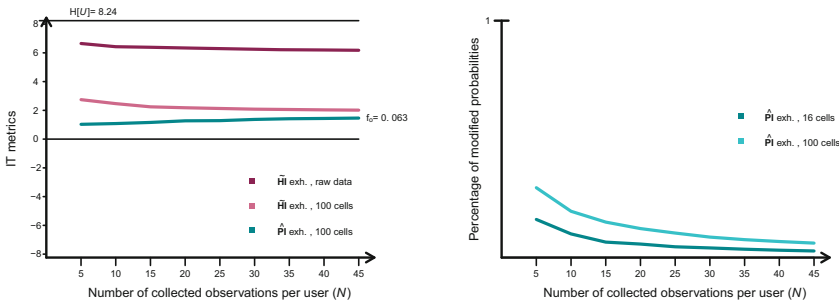 H[U]= 8.24
8
6
4
2
0
−2
−4
−6
−8
IT metrics
f₀= 0. 063
H̃I exh. , raw data
H̃I exh. , 100 cells
P̂I exh. , 100 cells
5 10 15 20 25 30 35 40 45
Number of collected observations per user (N)
1
Percentage of modified probabilities
P̂I exh. , 16 cells
P̂I exh. , 100 cells
5 10 15 20 25 30 35 40 45
Number of collected observations per user (N)